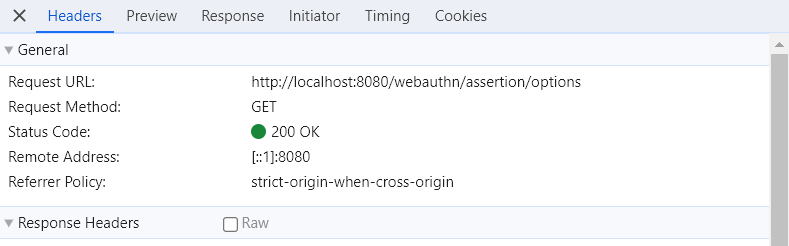 Headers Preview Response Initiator Timing Cookies
General
Request URL: http://localhost:8080/webauthn/assertion/options
Request Method: GET
Status Code: 200 OK
Remote Address: [::1]:8080
Referrer Policy: strict-origin-when-cross-origin
Response Headers Raw